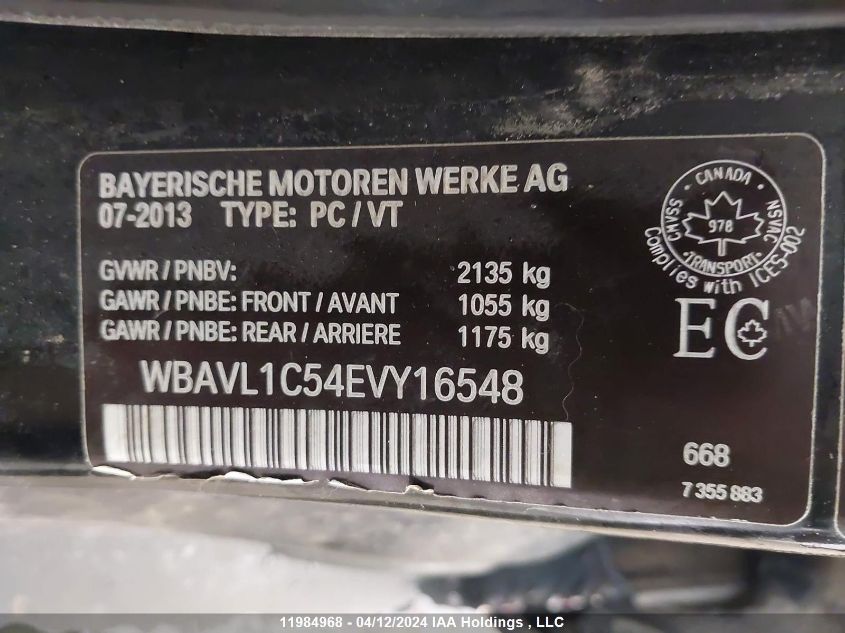 BAYERISCHE MOTOREN WERKE AG
07-2013 TYPE: PC / VT
GVWR / PNBV: 2135 kg
GAWR / PNBE: FRONT / AVANT 1055 kg
GAWR / PNBE: REAR / ARRIERE 1175 kg
WBAVL1C54EVY16548
CMVSS · CANADA · NSVAC
978
· TRANSPORT ·
Complies with ICES-002
EC
668
7 355 883
11984968 - 04/12/2024 IAA Holdings , LLC